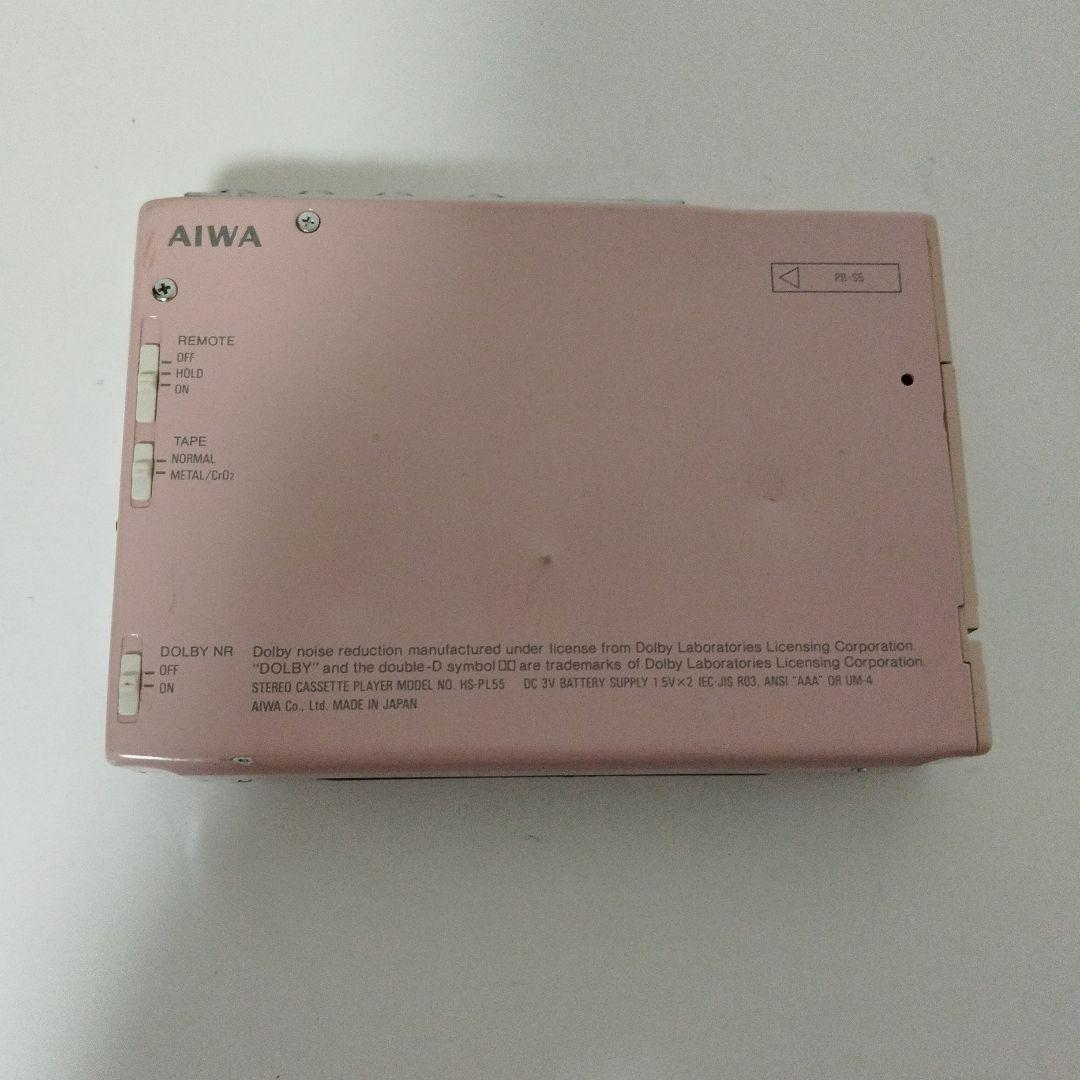 AIWA
PB-S5
REMOTE
OFF
HOLD
ON
TAPE
NORMAL
METAL/CrO₂
DOLBY NR
OFF
ON
Dolby noise reduction manufactured under license from Dolby Laboratories Licensing Corporation.
"DOLBY" and the double-D symbol are trademarks of Dolby Laboratories Licensing Corporation.
STEREO CASSETTE PLAYER MODEL NO. HS-PL55 DC 3V BATTERY SUPPLY 1.5V×2 IEC·JIS R03, ANSI "AAA" OR UM-4
AIWA Co., Ltd. MADE IN JAPAN